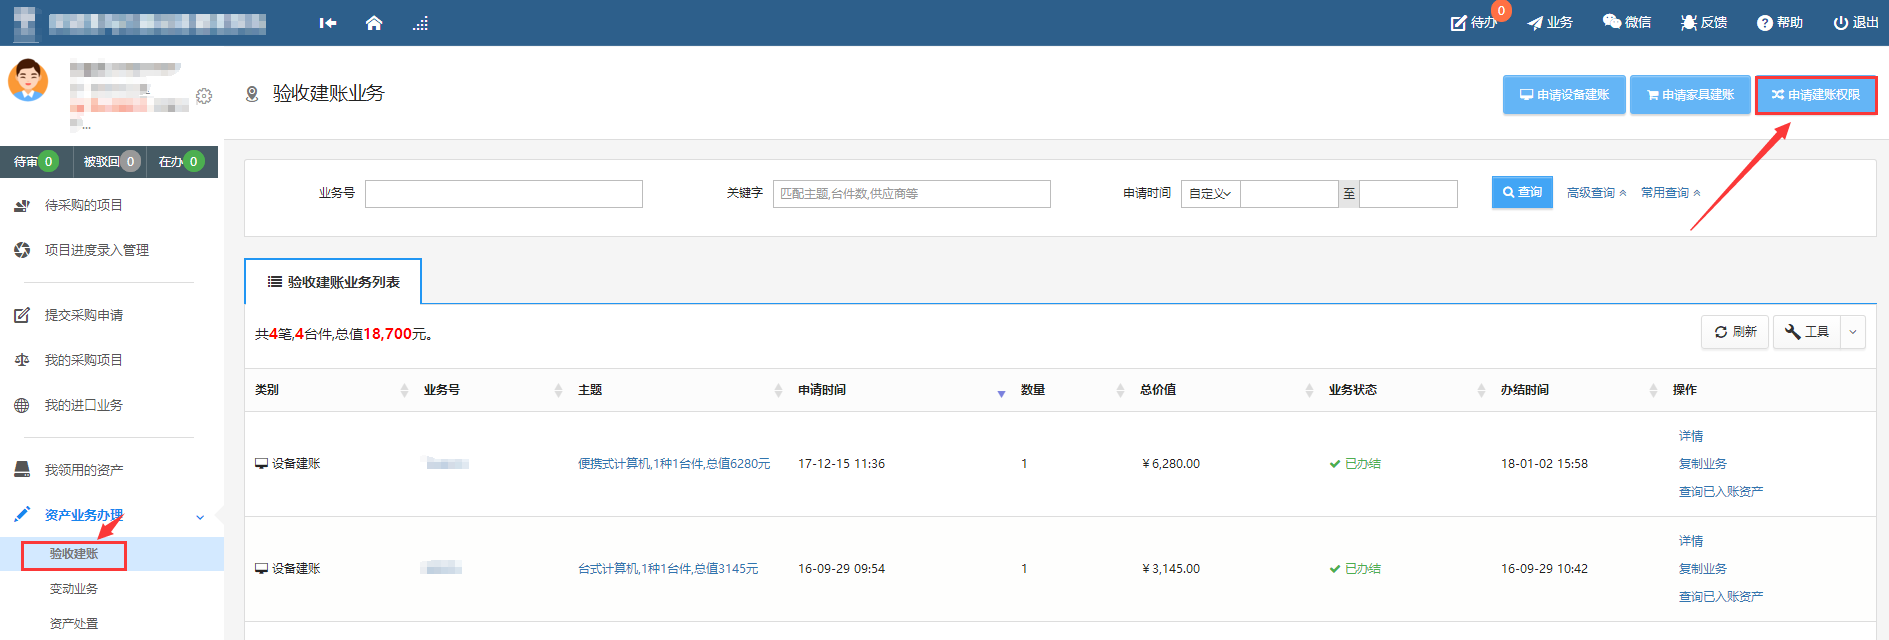 待办 0 业务 微信 反馈 帮助 退出
...
待审 0 被驳回 0 在办 0
待采购的项目
项目进度录入管理
提交采购申请
我的采购项目
我的进口业务
我领用的资产
资产业务办理
验收建账
变动业务
资产处置
验收建账业务
申请设备建账 申请家具建账 申请建账权限
业务号 关键字 匹配主题,台件数,供应商等 申请时间 自定义 至 查询 高级查询 常用查询
验收建账业务列表
共4笔,4台件,总值18,700元。
刷新 工具
类别 业务号 主题 申请时间 数量 总价值 业务状态 办结时间 操作
设备建账 便携式计算机,1种1台件,总值6280元 17-12-15 11:36 1 ￥6,280.00 已办结 18-01-02 15:58
详情
复制业务
查询已入账资产
设备建账 台式计算机,1种1台件,总值3145元 16-09-29 09:54 1 ￥3,145.00 已办结 16-09-29 10:42
详情
复制业务
查询已入账资产